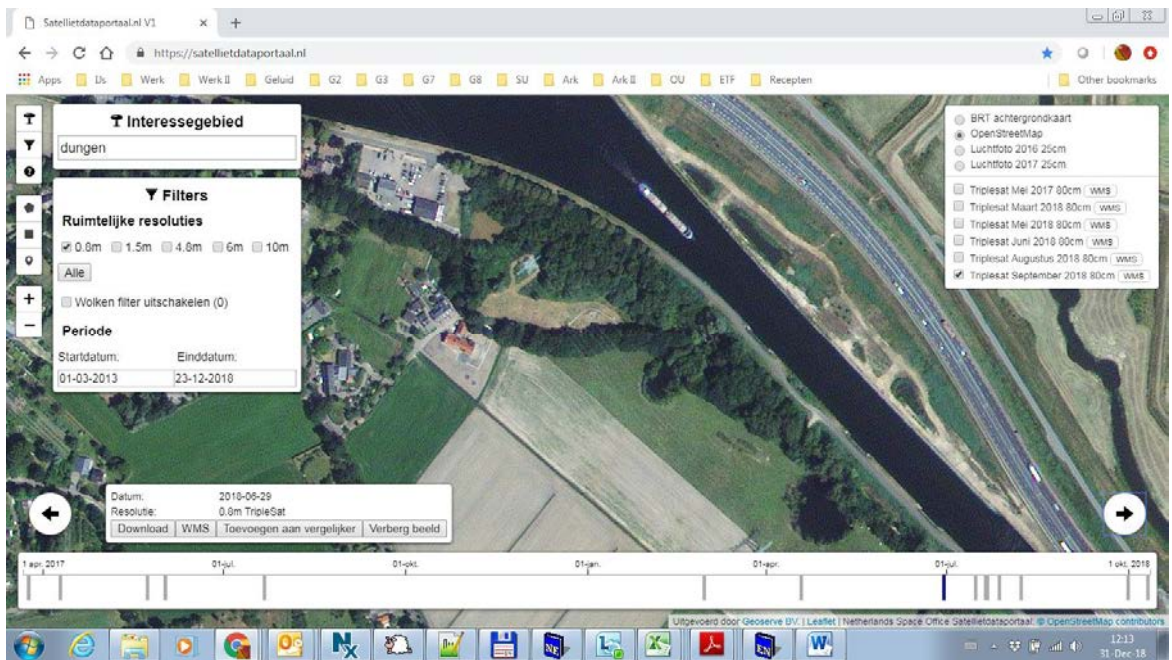 Satellietdataportaal.nl V1
https://satellietdataportaal.nl
Apps IJs Werk Werk II Geluid G2 G3 G7 G8 SU Ark Ark II OU ETF Recepten Other bookmarks
Interessegebied
dungen
Filters
Ruimtelijke resoluties
0.8m 1.5m 4.8m 6m 10m
Alle
Wolken filter uitschakelen (0)
Periode
Startdatum: Einddatum:
01-03-2013 23-12-2018
BRT achtergrondkaart
OpenStreetMap
Luchtfoto 2016 25cm
Luchtfoto 2017 25cm
Triplesat Mei 2017 80cm WMS
Triplesat Maart 2018 80cm WMS
Triplesat Mei 2018 80cm WMS
Triplesat Juni 2018 80cm WMS
Triplesat Augustus 2018 80cm WMS
Triplesat September 2018 80cm WMS
Datum: 2018-06-29
Resolutie: 0.8m TripleSat
Download WMS Toevoegen aan vergelijker Verberg beeld
1 apr. 2017 01-jul. 01-okt. 01-jan. 01-apr. 01-jul. 1 okt. 2018
Uitgevoerd door Geoserve BV. | Leaflet | Netherlands Space Office Satellietdataportaal. © OpenStreetMap contributors
12:13
31-Dec-18